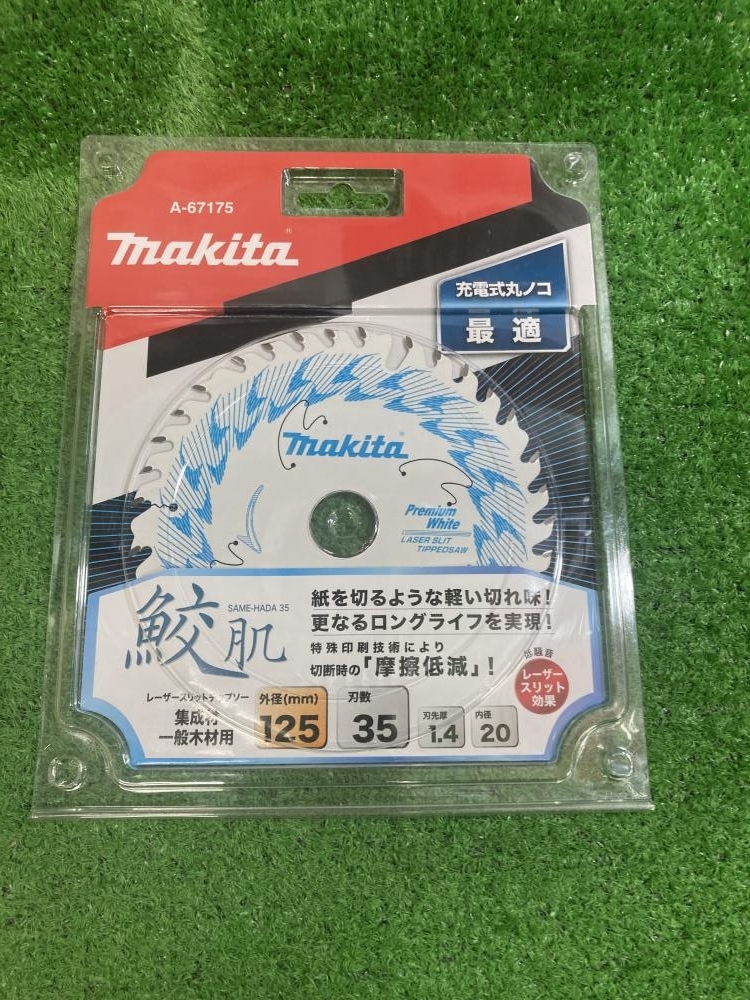 A-67175
makita®
充電式丸ノコ
最適
makita
Premium
White
LASER SLIT
TIPPEDSAW
鮫肌
SAME-HADA 35
紙を切るような軽い切れ味!
更なるロングライフを実現!
特殊印刷技術により
切断時の「摩擦低減」!
低騒音
レーザー
スリット
効果
レーザースリットチップソー
集成材
一般木材用
外径(mm)
125
刃数
35
刃先厚
1.4
内径
20